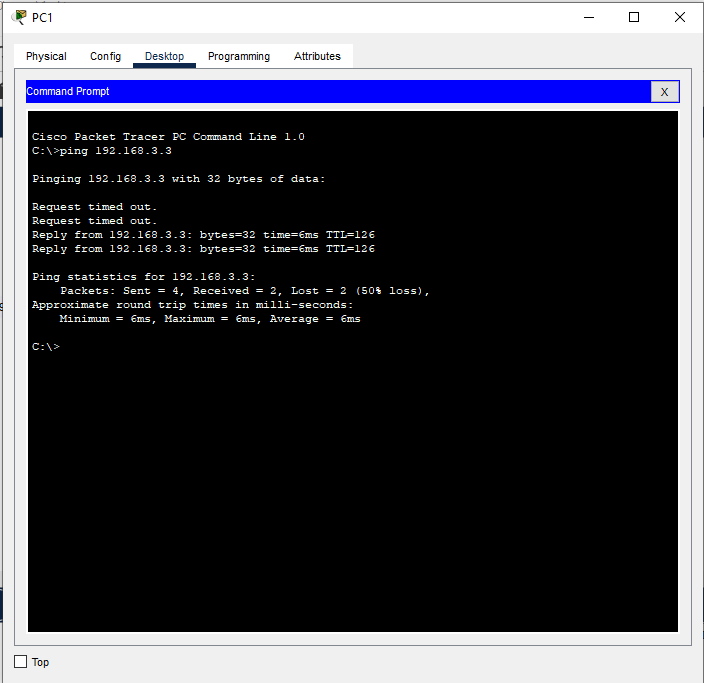 PC1
Physical Config Desktop Programming Attributes
Command Prompt X
Cisco Packet Tracer PC Command Line 1.0
C:\>ping 192.168.3.3
Pinging 192.168.3.3 with 32 bytes of data:
Request timed out.
Request timed out.
Reply from 192.168.3.3: bytes=32 time=6ms TTL=126
Reply from 192.168.3.3: bytes=32 time=6ms TTL=126
Ping statistics for 192.168.3.3:
Packets: Sent = 4, Received = 2, Lost = 2 (50% loss),
Approximate round trip times in milli-seconds:
Minimum = 6ms, Maximum = 6ms, Average = 6ms
C:\>
Top